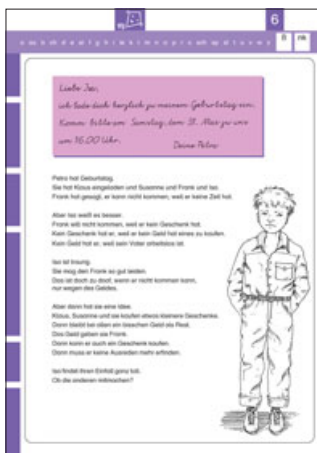 6
ß nk
Liebe Isa,
ich lade dich herzlich zu meinem Geburtstag ein.
Komm bitte am Samstag, dem 31. Mai zu uns
um 16.00 Uhr.
Deine Petra
Petra hat Geburtstag.
Sie hat Klaus eingeladen und Susanne und Frank und Isa.
Frank hat gesagt, er kann nicht kommen, weil er keine Zeit hat.
Aber Isa weiß es besser.
Frank will nicht kommen, weil er kein Geschenk hat.
Kein Geschenk hat er, weil er kein Geld hat eines zu kaufen.
Kein Geld hat er, weil sein Vater arbeitslos ist.
Isa ist traurig.
Sie mag den Frank so gut leiden.
Das ist doch zu doof, wenn er nicht kommen kann,
nur wegen des Geldes.
Aber dann hat sie eine Idee.
Klaus, Susanne und sie kaufen etwas kleinere Geschenke.
Dann bleibt bei allen ein bisschen Geld als Rest.
Das Geld geben sie Frank.
Dann kann er auch ein Geschenk kaufen.
Dann muss er keine Ausreden mehr erfinden.
Isa findet ihren Einfall ganz toll.
Ob die anderen mitmachen?